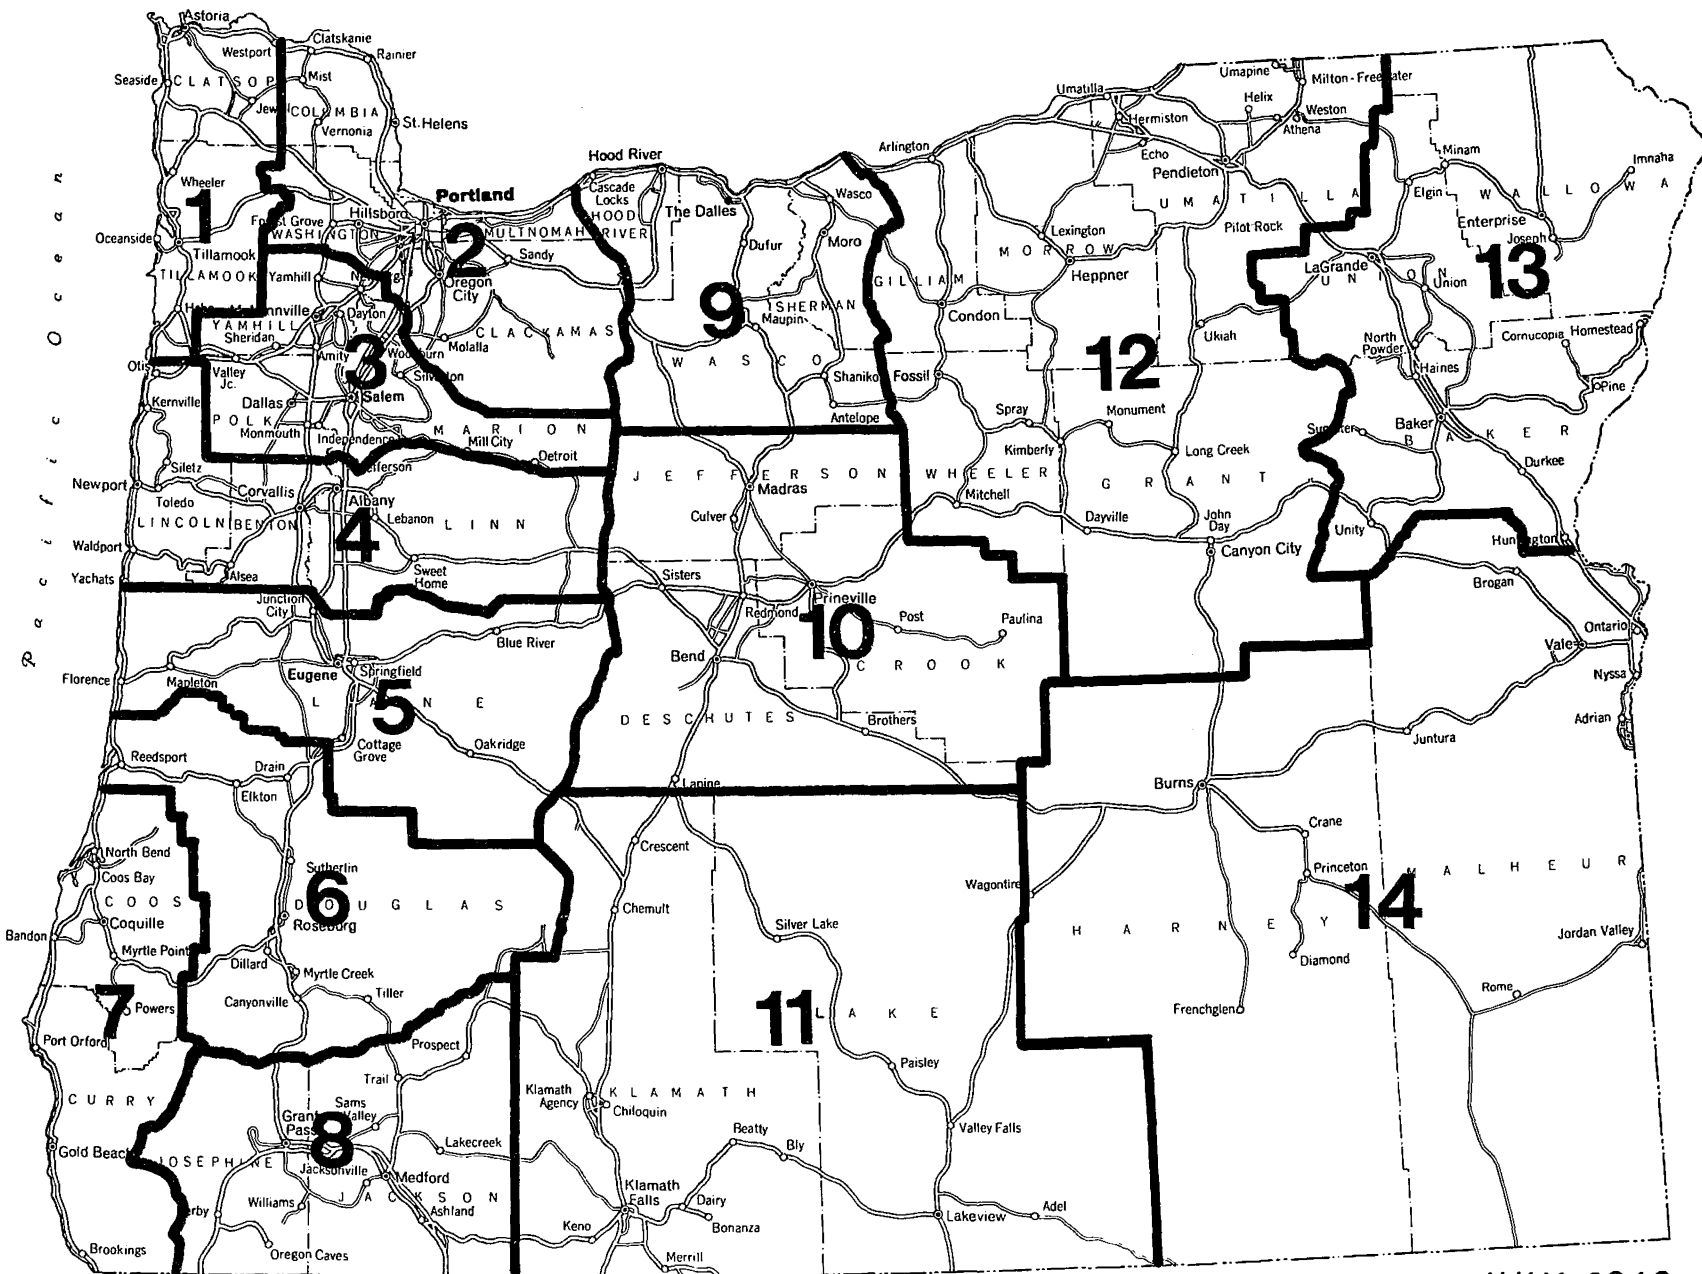 Astoria
Clatskanie
Westport
Rainier
Seaside
CLATSOP
Mist
Umapine
Milton-Freewater
Umatilla
COLUMBIA
Helix
Weston
St. Helens
Vernonia
Hermiston
Athena
Arlington
Echo
Minam
Hood River
Imnaha
Pendleton
Wheeler
Cascade
Locks
Portland
Wasco
Elgin
WALLOWA
1
HOOD
The Dalles
UMATILLA
Hillsboro
Forest Grove
Enterprise
Oceanside
WASHINGTON
2
MULTNOMAH
RIVER
Dufur
Moro
Lexington
Pilot Rock
Joseph
Tillamook
Sandy
MORROW
13
TILLAMOOK
Yamhill
Newberg
Oregon
City
GILLIAM
Heppner
LaGrande
UNION
Union
9
SHERMAN
McMinnville
Dayton
Maupin
Condon
YAMHILL
CLACKAMAS
Ukiah
North
Powder
Cornucopia
Homestead
Sheridan
Molalla
12
Amity
3
Woodburn
WASCO
Otis
Valley
Jc.
Silverton
Shaniko
Fossil
Haines
Pine
Kernville
Dallas
Salem
Antelope
Spray
Monument
POLK
Monmouth
Independence
MARION
Mill City
Kimberly
Sumpter
Baker
BAKER
Detroit
Long Creek
Siletz
Jefferson
JEFFERSON
WHEELER
GRANT
Durkee
Newport
Toledo
Corvallis
Albany
Madras
Mitchell
LINCOLN
BENTON
4
Lebanon
LINN
Culver
Dayville
John
Day
Unity
Huntington
Waldport
Canyon City
Yachats
Alsea
Sweet
Home
Sisters
Brogan
Junction
City
Redmond
Prineville
10
Post
Paulina
Ontario
Blue River
Bend
Vale
Eugene
Springfield
CROOK
Florence
Mapleton
Nyssa
LANE
5
DESCHUTES
Brothers
Adrian
Cottage
Grove
Oakridge
Juntura
Reedsport
Drain
Lapine
Burns
Elkton
Crane
North Bend
Crescent
Coos Bay
Sutherlin
Princeton
MALHEUR
Wagontire
14
COOS
6
DOUGLAS
Chemult
Coquille
Roseburg
Silver Lake
HARNEY
Bandon
Jordan Valley
Myrtle Point
Dillard
Myrtle Creek
Diamond
Canyonville
Tiller
Rome
7
Powers
11
LAKE
Frenchglen
Port Orford
Prospect
Paisley
Trail
CURRY
Klamath
Agency
KLAMATH
Chiloquin
Sams
Valley
Grants
Pass
8
Beatty
Valley Falls
Gold Beach
Lakecreek
Bly
JOSEPHINE
Jacksonville
Medford
Williams
JACKSON
Klamath
Falls
Dairy
Adel
Ashland
Keno
Bonanza
Lakeview
Brookings
Oregon Caves
Merrill
Pacific Ocean